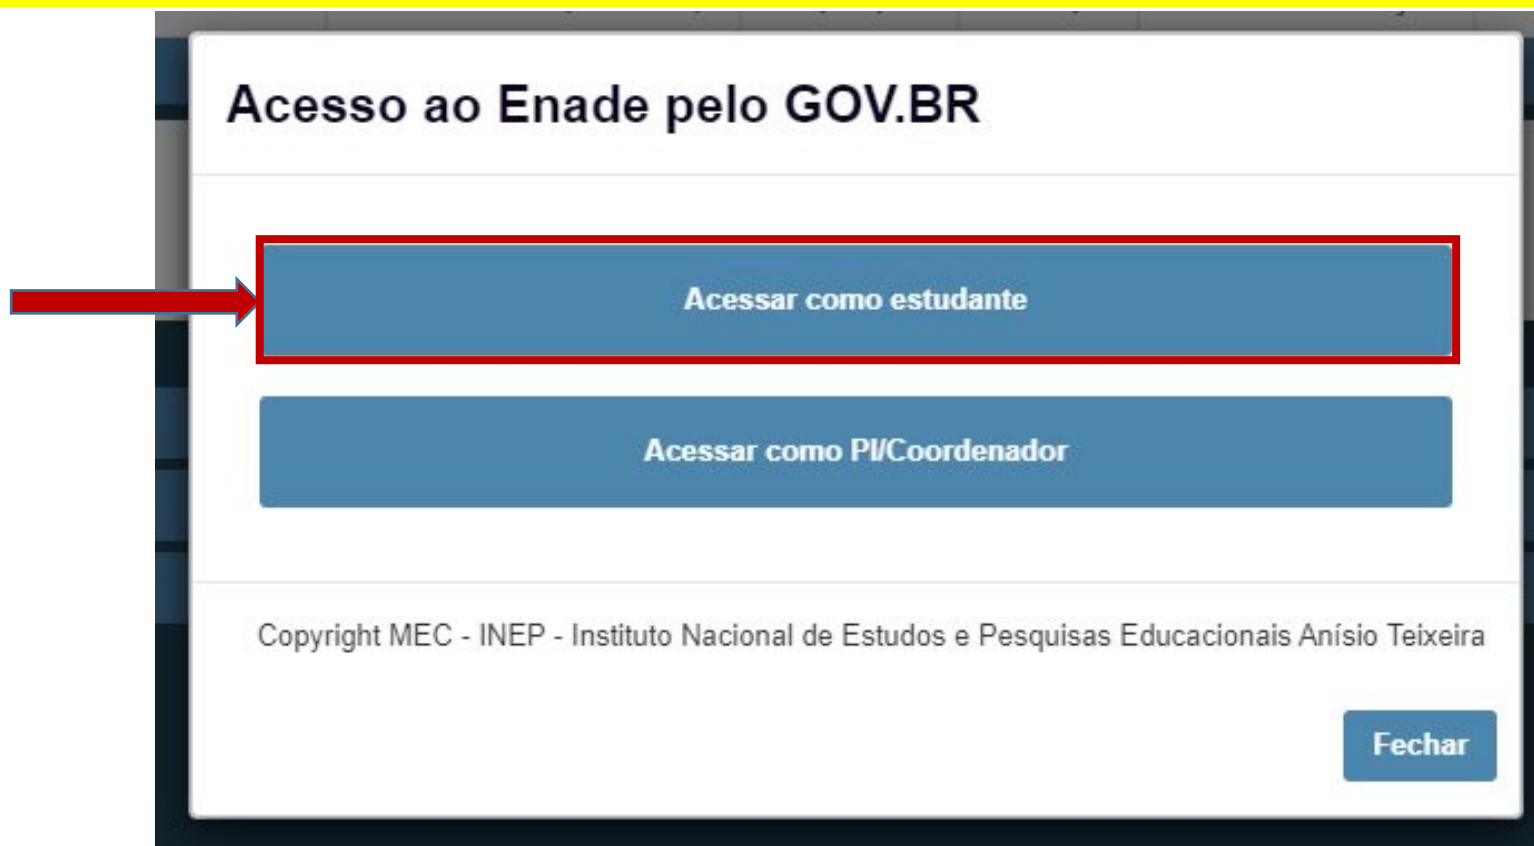 Acesso ao Enade pelo GOV.BR
Acessar como estudante
Acessar como PI/Coordenador
Copyright MEC - INEP - Instituto Nacional de Estudos e Pesquisas Educacionais Anísio Teixeira
Fechar